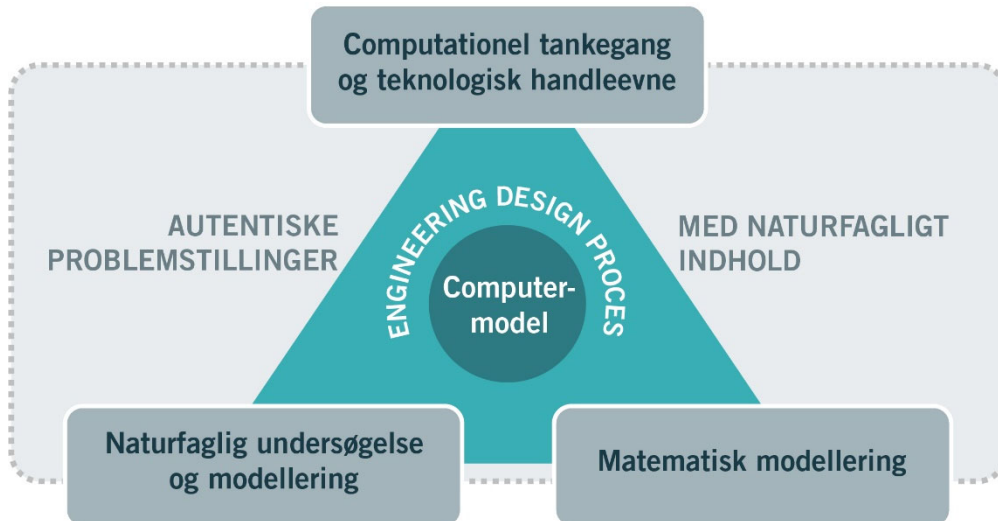 Computationel tankegang
og teknologisk handleevne
AUTENTISKE
PROBLEMSTILLINGER
MED NATURFAGLIGT
INDHOLD
ENGINEERING DESIGN PROCES
Computer-
model
Naturfaglig undersøgelse
og modellering
Matematisk modellering